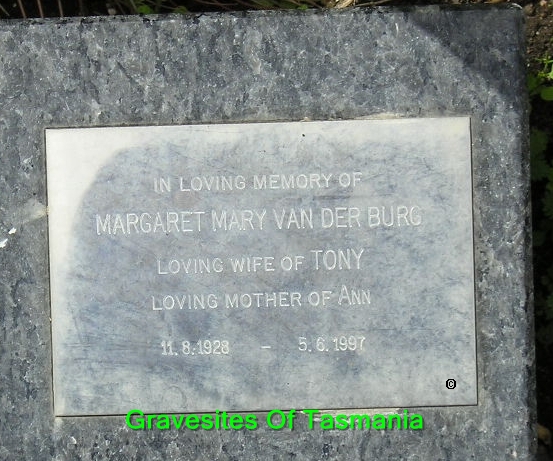 IN LOVING MEMORY OF
MARGARET MARY VAN DER BURG
LOVING WIFE OF TONY
LOVING MOTHER OF ANN
11. 8. 1928 – 5. 6. 1997
©
Gravesites Of Tasmania